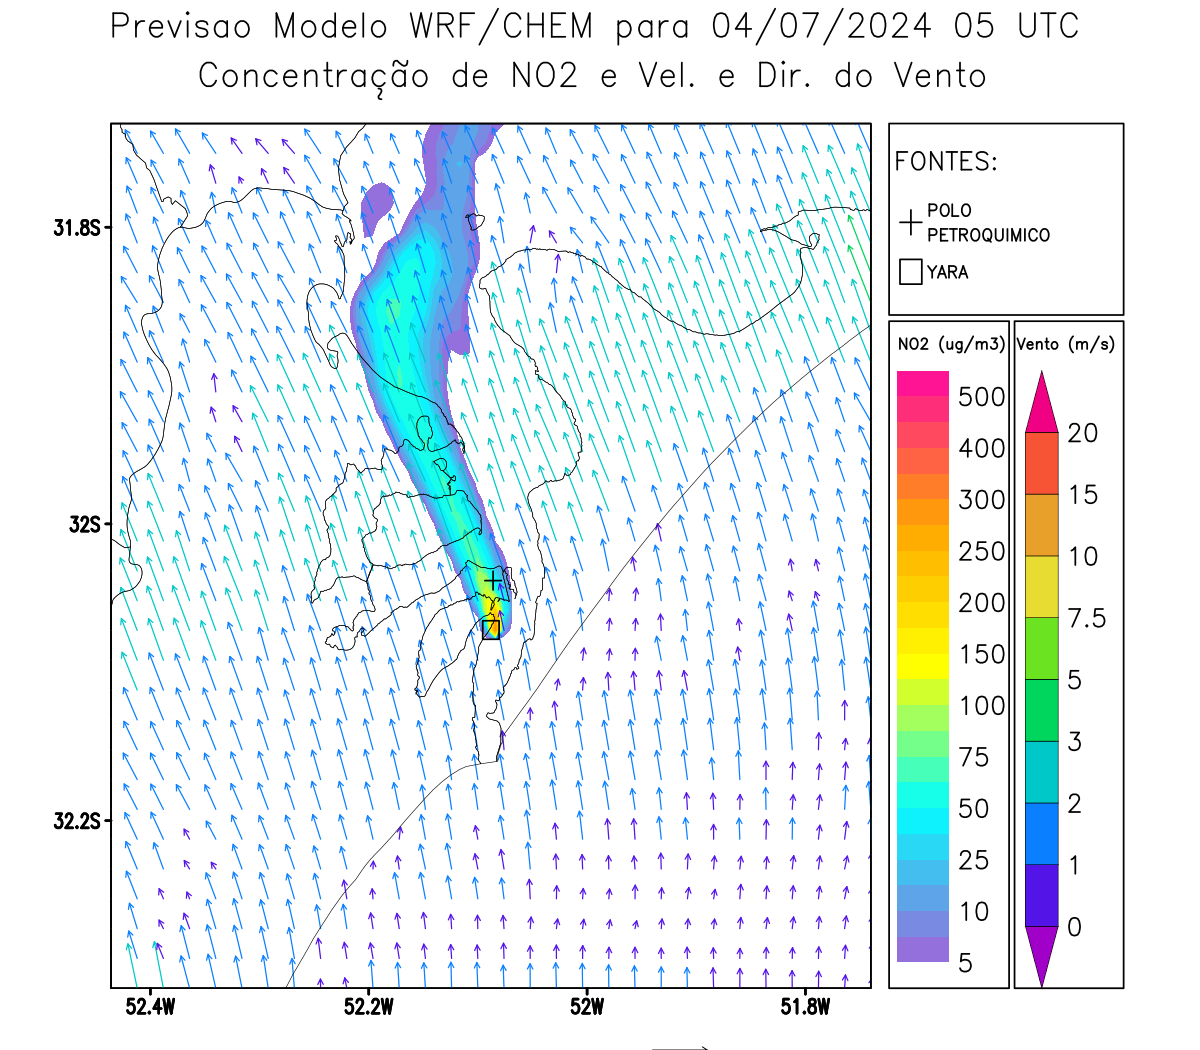 Previsao Modelo WRF/CHEM para 04/07/2024 05 UTC
Concentração de NO2 e Vel. e Dir. do Vento
FONTES:
POLO
PETROQUIMICO
YARA
31.8S
32S
32.2S
52.4W
52.2W
52W
51.8W
NO2 (ug/m3)
500
400
300
250
200
150
100
75
50
25
10
5
Vento (m/s)
20
15
10
7.5
5
3
2
1
0